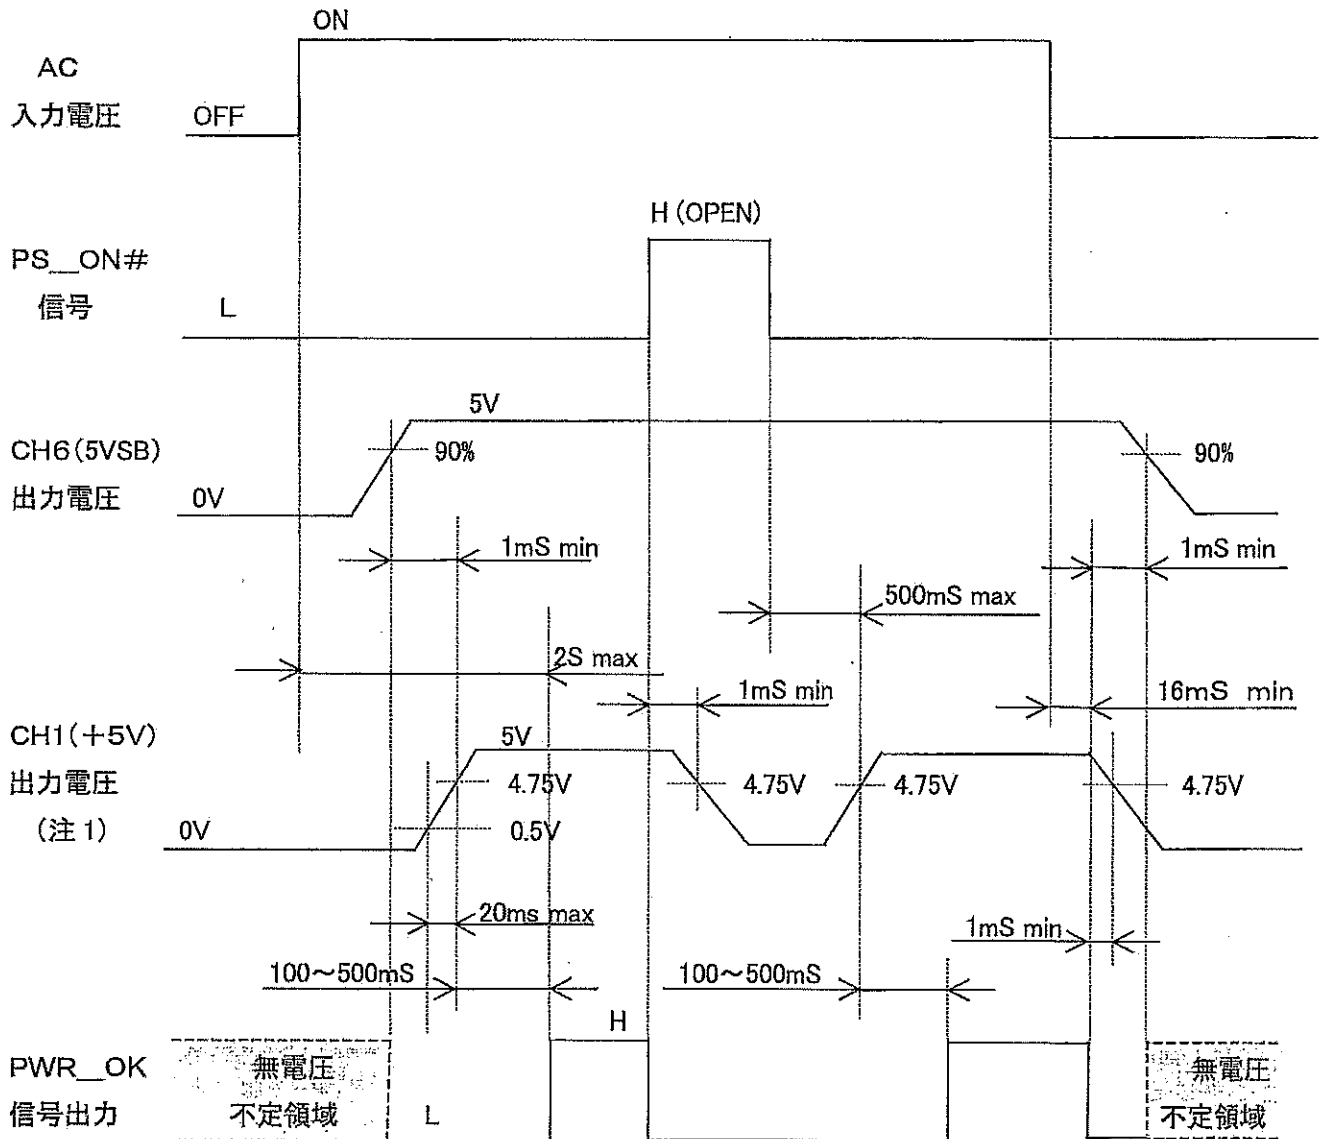 ON
AC
入力電圧
OFF
H(OPEN)
PS__ON#
信号
L
5V
CH6(5VSB)
90%
90%
出力電圧
0V
1mS min
1mS min
500mS max
2S max
1mS min
16mS min
CH1(+5V)
5V
出力電圧
4.75V
4.75V
4.75V
4.75V
(注1)
0V
0.5V
20ms max
1mS min
100~500mS
100~500mS
H
PWR__OK
無電圧
無電圧
信号出力
不定領域
L
不定領域